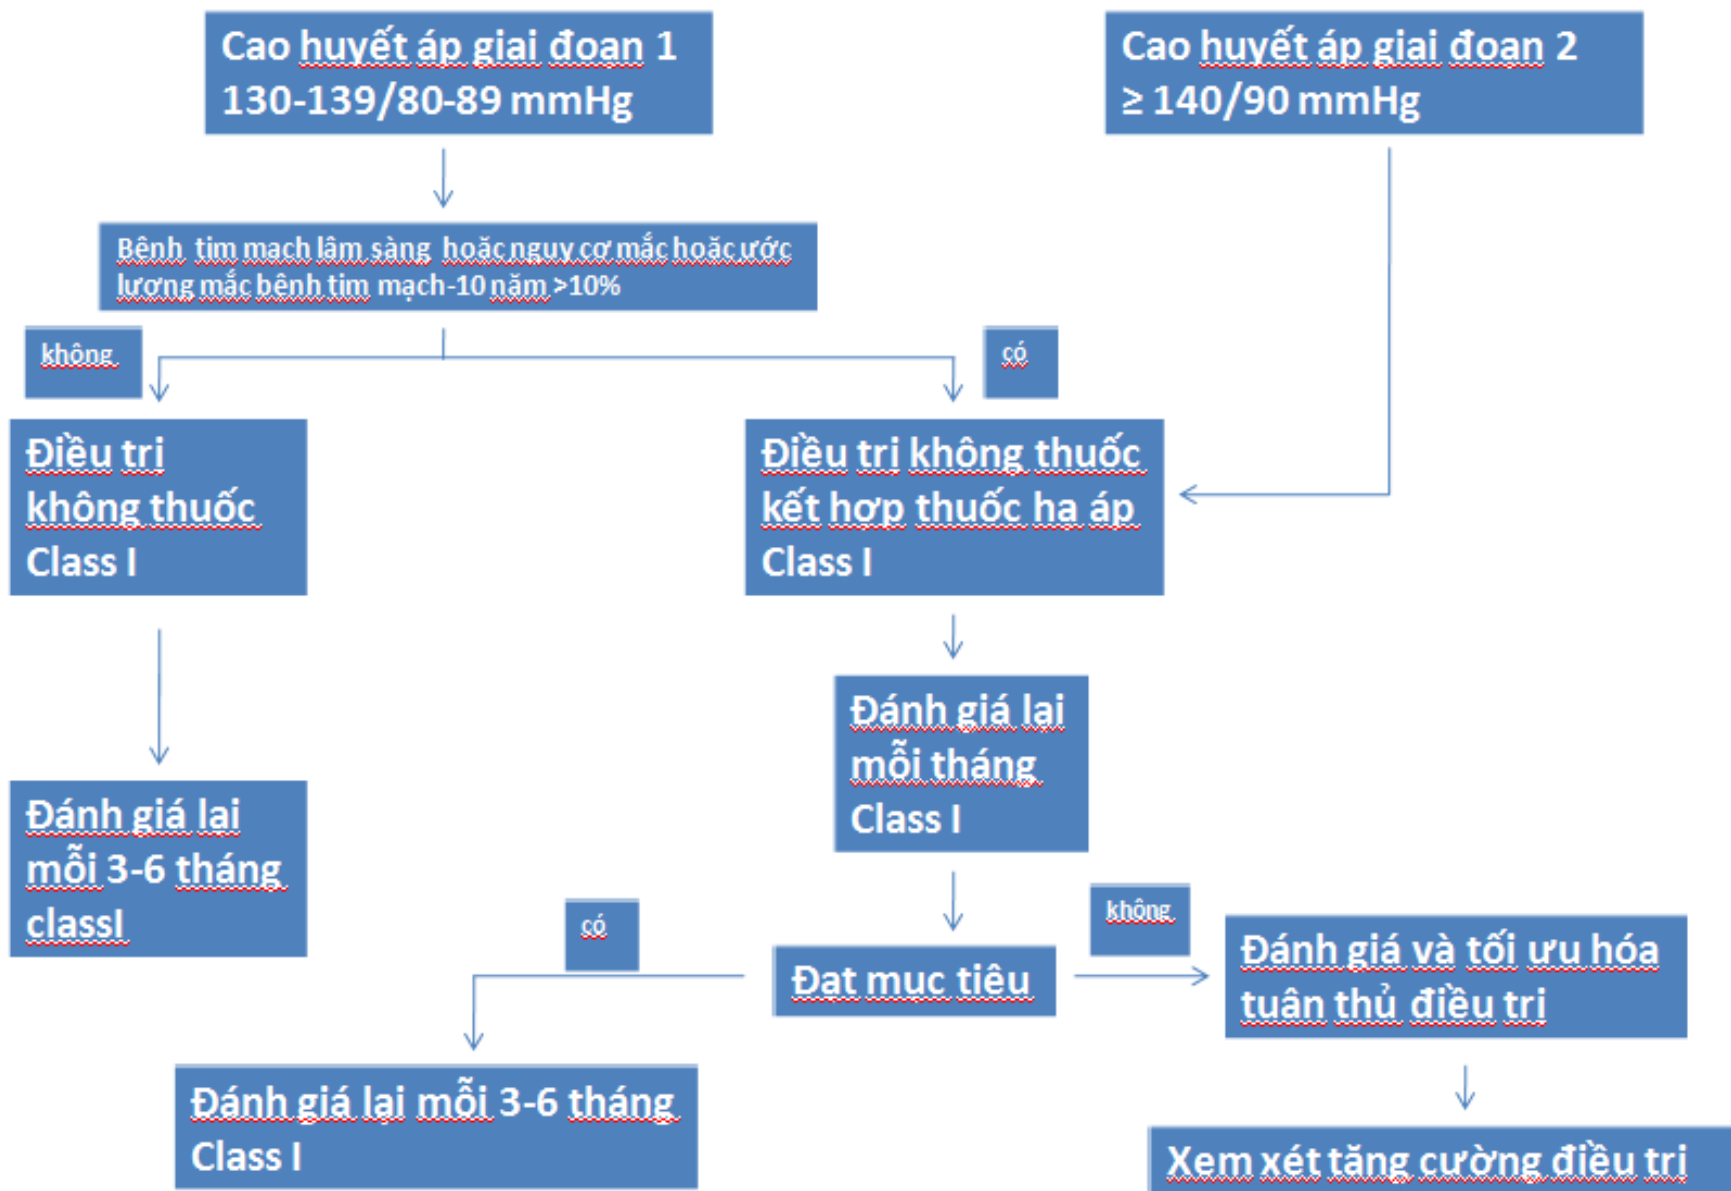 Cao huyết áp giai đoạn 1
130-139/80-89 mmHg
Cao huyết áp giai đoạn 2
≥ 140/90 mmHg
Bệnh tim mạch lâm sàng hoặc nguy cơ mắc hoặc ước
lượng mắc bệnh tim mạch-10 năm >10%
không
có
Điều trị
không thuốc
Class I
Điều trị không thuốc
kết hợp thuốc hạ áp
Class I
Đánh giá lại
mỗi tháng
Class I
Đánh giá lại
mỗi 3-6 tháng
classI
có
không
Đạt mục tiêu
Đánh giá và tối ưu hóa
tuân thủ điều trị
Đánh giá lại mỗi 3-6 tháng
Class I
Xem xét tăng cường điều trị